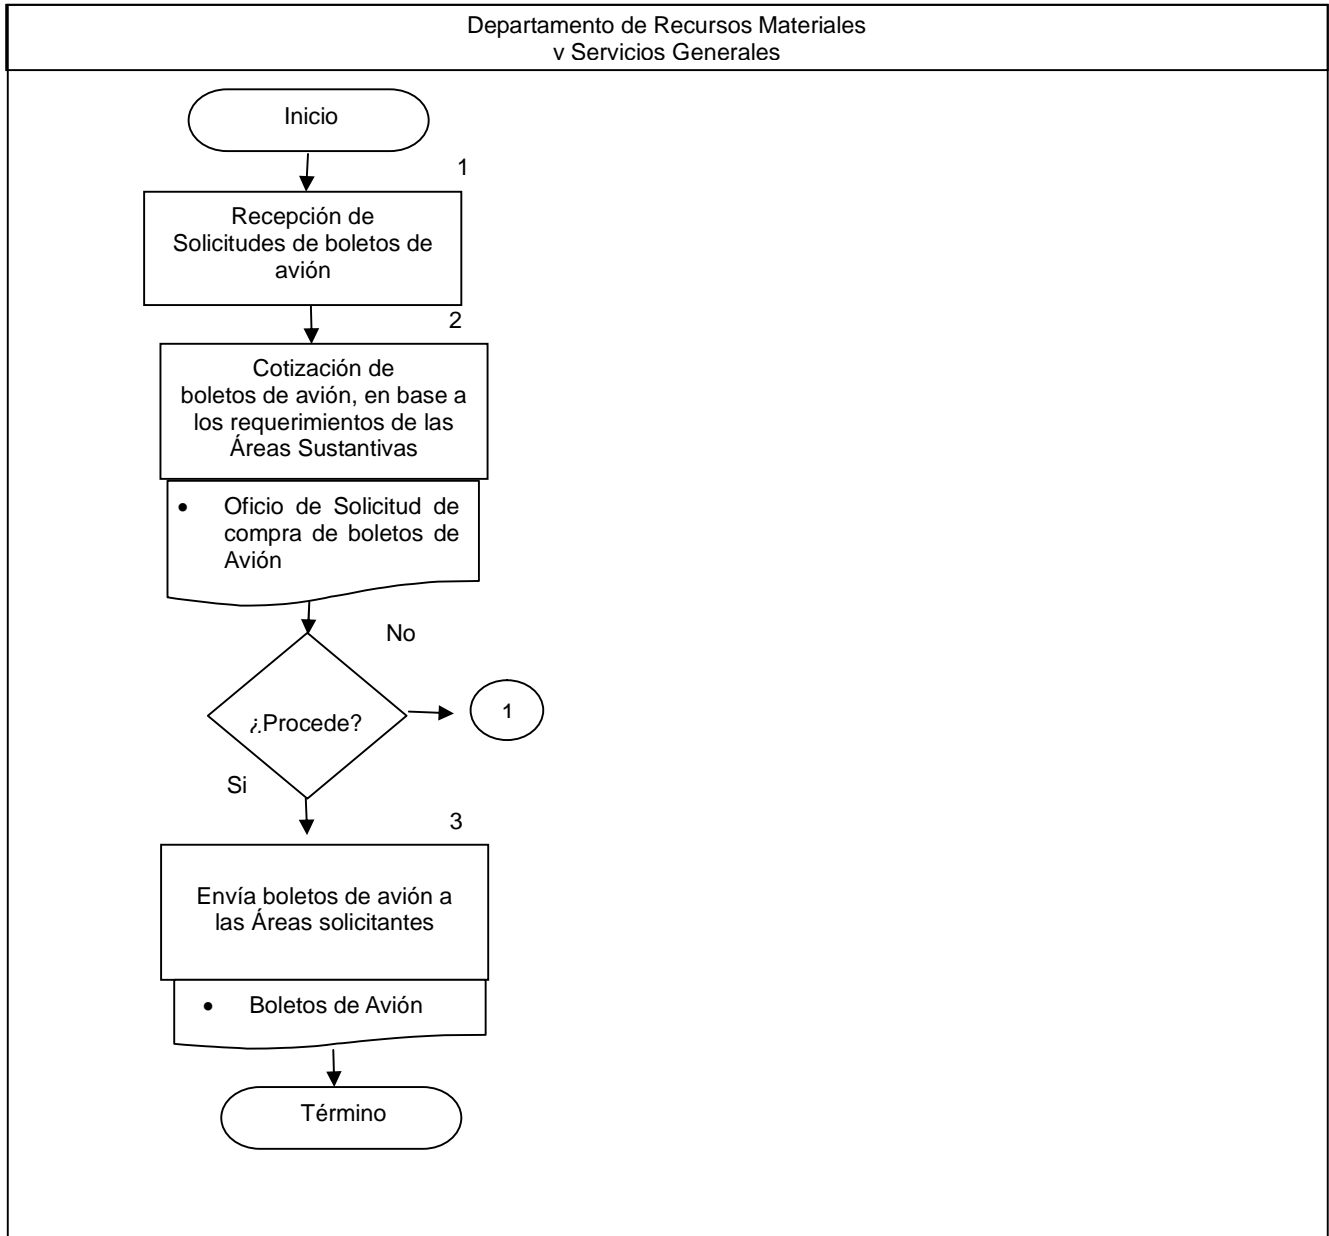 Departamento de Recursos Materiales
v Servicios Generales
Inicio
1
Recepción de
Solicitudes de boletos de
avión
2
Cotización de
boletos de avión, en base a
los requerimientos de las
Áreas Sustantivas
• Oficio de Solicitud de
compra de boletos de
Avión
No
¿Procede?
1
Si
3
Envía boletos de avión a
las Áreas solicitantes
• Boletos de Avión
Término